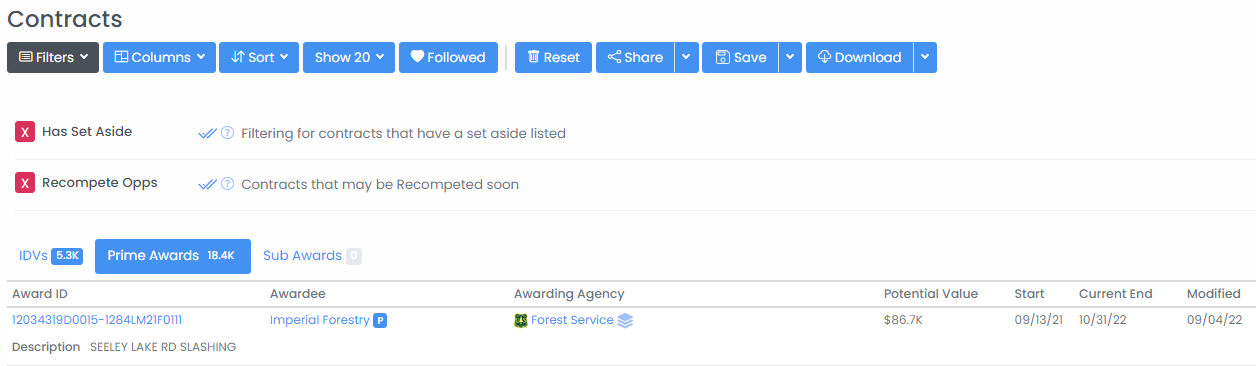 Contracts
Filters Columns Sort Show 20 Followed Reset Share Save Download
X Has Set Aside ? Filtering for contracts that have a set aside listed
X Recompete Opps ? Contracts that may be Recompeted soon
IDVs 5.3K Prime Awards 18.4K Sub Awards 0
Award ID Awardee Awarding Agency Potential Value Start Current End Modified
12034319D0015-1284LM21F0111 Imperial Forestry P Forest Service $86.7K 09/13/21 10/31/22 09/04/22
Description SEELEY LAKE RD SLASHING